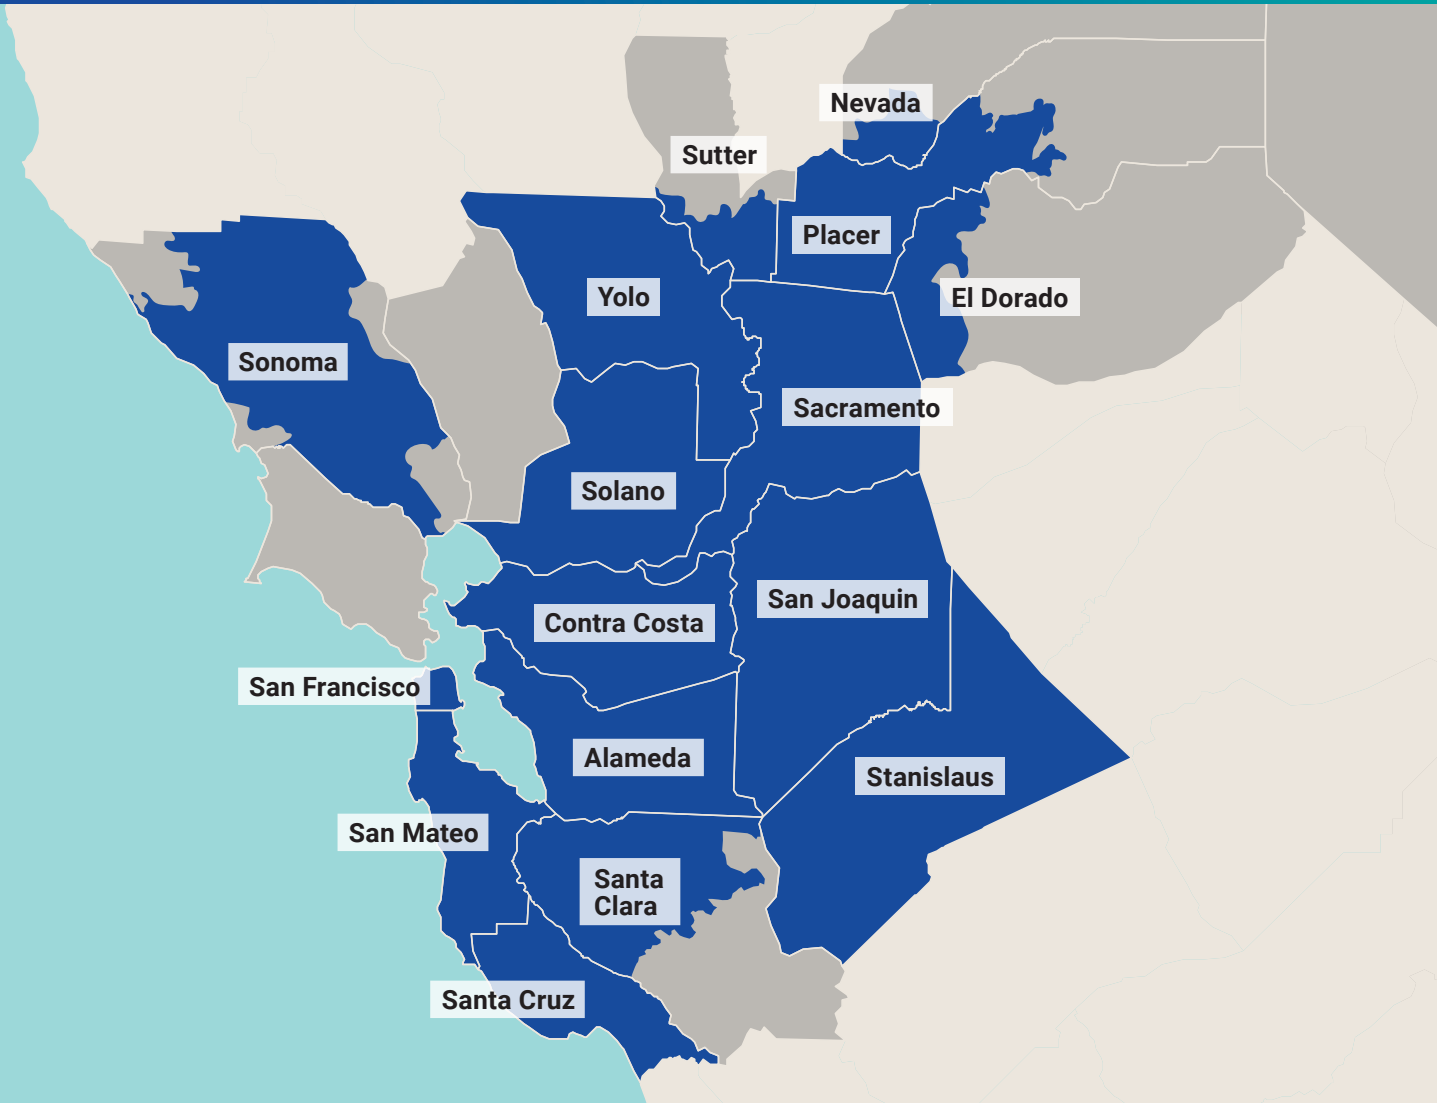 Nevada
Sutter
Placer
Yolo
El Dorado
Sonoma
Sacramento
Solano
San Joaquin
Contra Costa
San Francisco
Alameda
Stanislaus
San Mateo
Santa
Clara
Santa Cruz